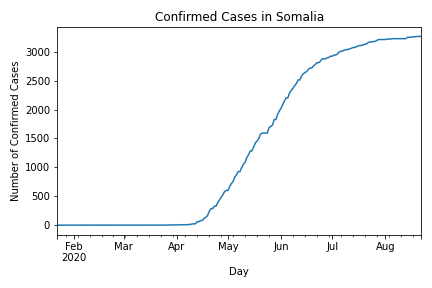 Confirmed Cases in Somalia
Number of Confirmed Cases
3000
2500
2000
1500
1000
500
0
Feb Mar Apr May Jun Jul Aug
2020
Day